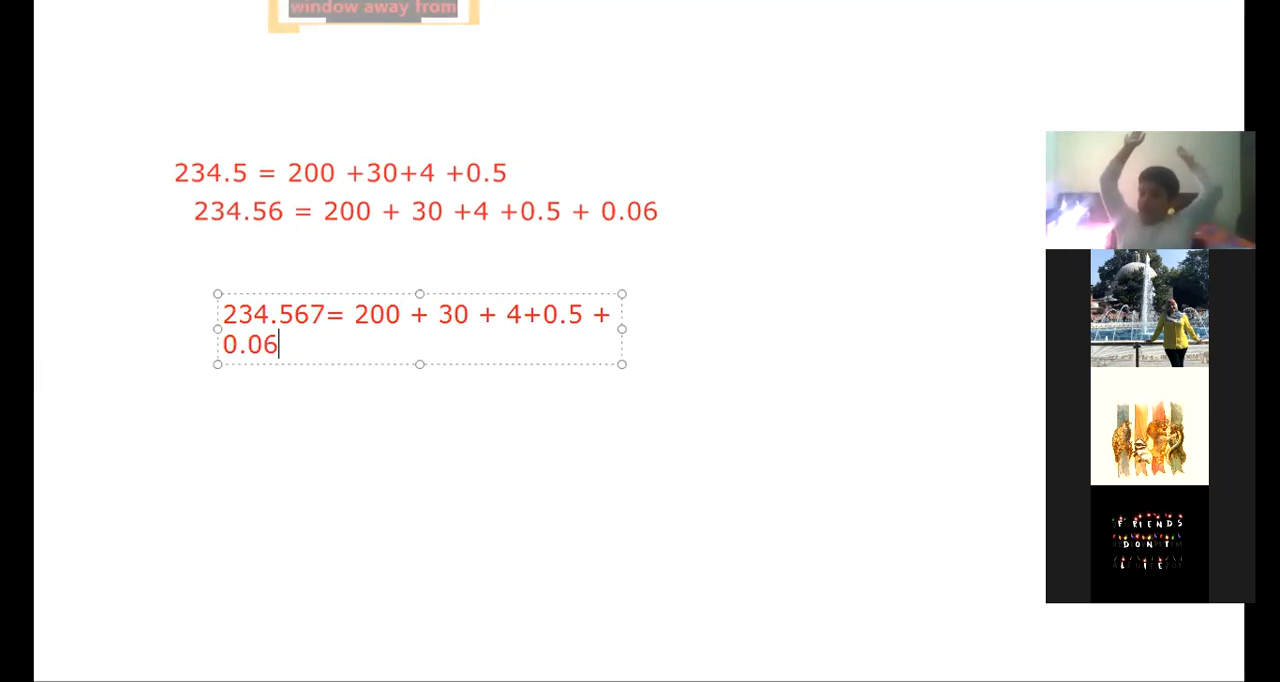 window away from
234.5 = 200 +30+4 +0.5
234.56 = 200 + 30 +4 +0.5 + 0.06
234.567= 200 + 30 + 4+0.5 +
0.06
FRIENDS
DON'T
LIE